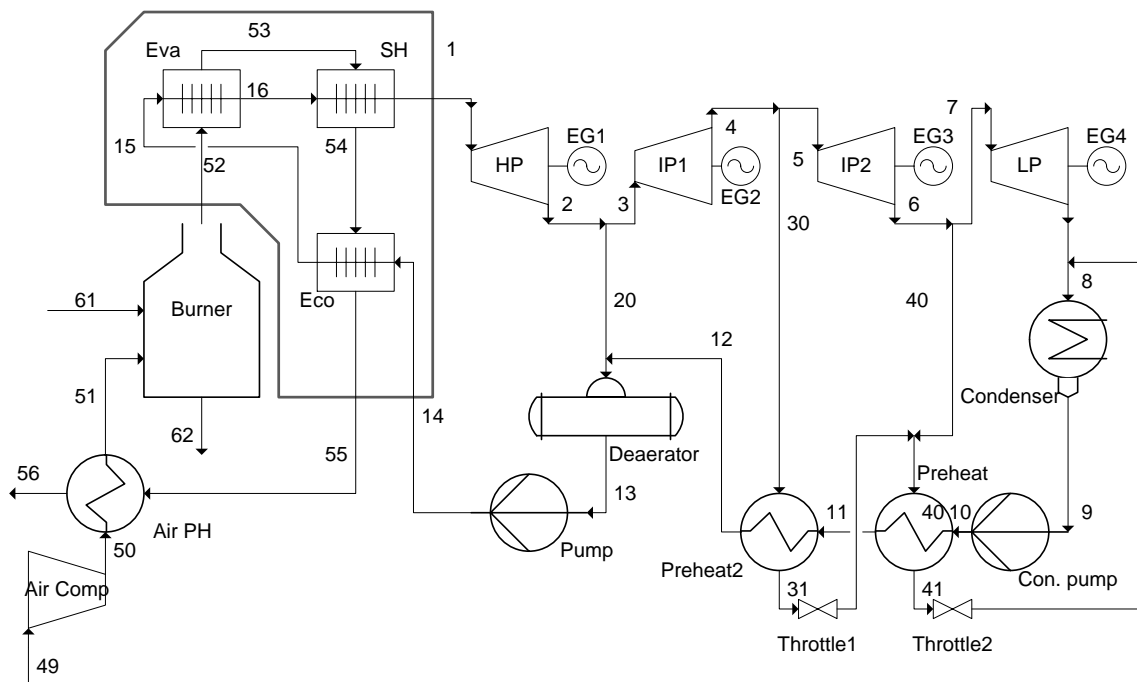 53
Eva
SH
1
16
15
52
54
7
EG1
4
EG3
EG4
HP
IP1
5
IP2
LP
EG2
2
3
6
30
8
Eco
20
40
61
Burner
12
51
Condenser
14
62
55
Deaerator
56
13
Preheat
11
40
10
9
Air PH
50
Pump
Preheat2
Con. pump
Air Comp
31
41
Throttle1
Throttle2
49